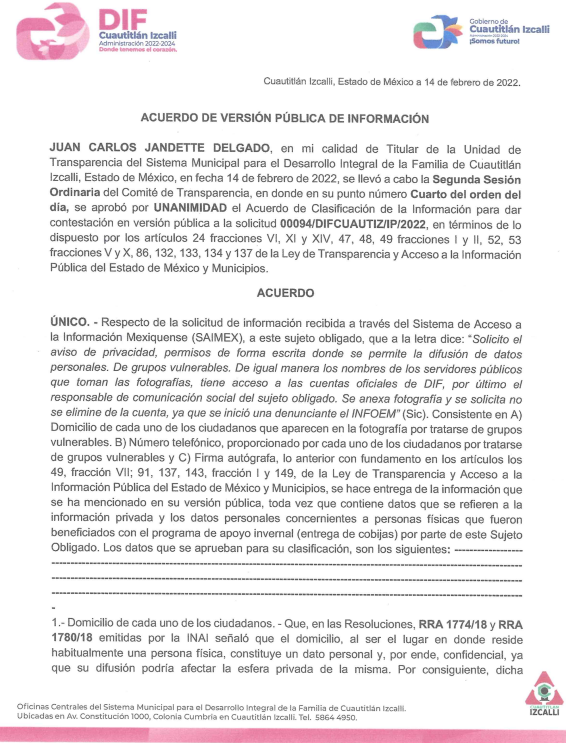 DIF
Cuautitlán Izcalli
Administración 2022-2024
Donde tenemos el corazón.
Gobierno de
Cuautitlán Izcalli
Administración 2022-2024
¡Somos futuro!
Cuautitlán Izcalli, Estado de México a 14 de febrero de 2022.
ACUERDO DE VERSIÓN PÚBLICA DE INFORMACIÓN
JUAN CARLOS JANDETTE DELGADO, en mi calidad de Titular de la Unidad de
Transparencia del Sistema Municipal para el Desarrollo Integral de la Familia de Cuautitlán
Izcalli, Estado de México, en fecha 14 de febrero de 2022, se llevó a cabo la Segunda Sesión
Ordinaria del Comité de Transparencia, en donde en su punto número Cuarto del orden del
día, se aprobó por UNANIMIDAD el Acuerdo de Clasificación de la Información para dar
contestación en versión pública a la solicitud 00094/DIFCUAUTIZ/IP/2022, en términos de lo
dispuesto por los artículos 24 fracciones VI, XI y XIV, 47, 48, 49 fracciones I y II, 52, 53
fracciones V y X, 86, 132, 133, 134 y 137 de la Ley de Transparencia y Acceso a la Información
Pública del Estado de México y Municipios.
ACUERDO
ÚNICO. - Respecto de la solicitud de información recibida a través del Sistema de Acceso a
la Información Mexiquense (SAIMEX), a este sujeto obligado, que a la letra dice: "Solicito el
aviso de privacidad, permisos de forma escrita donde se permite la difusión de datos
personales. De grupos vulnerables. De igual manera los nombres de los servidores públicos
que toman las fotografías, tiene acceso a las cuentas oficiales de DIF, por último el
responsable de comunicación social del sujeto obligado. Se anexa fotografía y se solicita no
se elimine de la cuenta, ya que se inició una denunciante el INFOEM" (Sic). Consistente en A)
Domicilio de cada uno de los ciudadanos que aparecen en la fotografía por tratarse de grupos
vulnerables. B) Número telefónico, proporcionado por cada uno de los ciudadanos por tratarse
de grupos vulnerables y C) Firma autógrafa, lo anterior con fundamento en los artículos los
49, fracción VII; 91, 137, 143, fracción I y 149, de la Ley de Transparencia y Acceso a la
Información Pública del Estado de México y Municipios, se hace entrega de la información que
se ha mencionado en su versión pública, toda vez que contiene datos que se refieren a la
información privada y los datos personales concernientes a personas físicas que fueron
beneficiados con el programa de apoyo invernal (entrega de cobijas) por parte de este Sujeto
Obligado. Los datos que se aprueban para su clasificación, son los siguientes: ------------------
1.- Domicilio de cada uno de los ciudadanos. - Que, en las Resoluciones, RRA 1774/18 y RRA
1780/18 emitidas por la INAI señaló que el domicilio, al ser el lugar en donde reside
habitualmente una persona física, constituye un dato personal y, por ende, confidencial, ya
que su difusión podría afectar la esfera privada de la misma. Por consiguiente, dicha
Oficinas Centrales del Sistema Municipal para el Desarrollo Integral de la Familia de Cuautitlán Izcalli.
Ubicadas en Av. Constitución 1000, Colonia Cumbria en Cuautitlán Izcalli. Tel. 5864 4950.
CUAUTITLÁN
IZCALLI